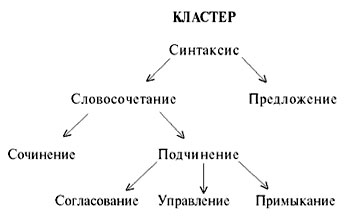 КЛАСТЕР
Синтаксис
Словосочетание Предложение
Сочинение Подчинение
Согласование Управление Примыкание